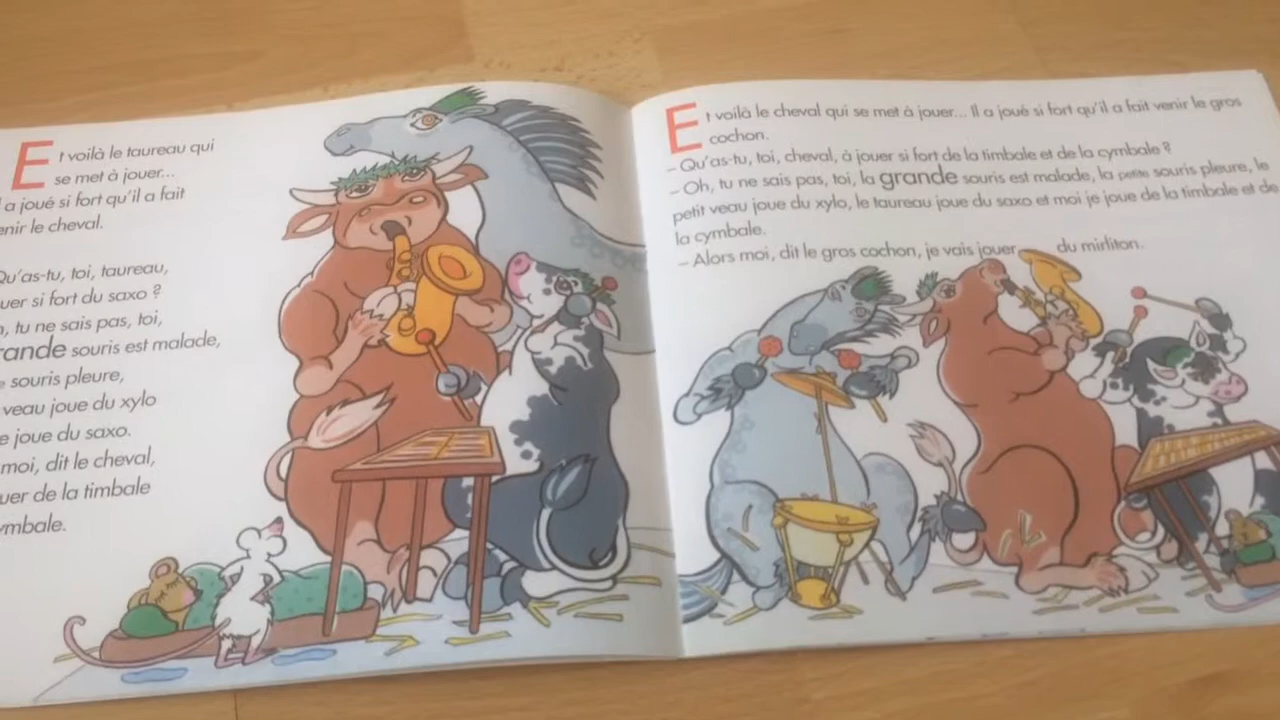 Et voilà le taureau qui
se met à jouer...
a joué si fort qu'il a fait
enir le cheval.
Qu'as-tu, toi, taureau,
uer si fort du saxo ?
, tu ne sais pas, toi,
rande souris est malade,
e souris pleure,
veau joue du xylo
e joue du saxo.
moi, dit le cheval,
uer de la timbale
ymbale.
Et voilà le cheval qui se met à jouer... Il a joué si fort qu'il a fait venir le gros
cochon.
– Qu'as-tu, toi, cheval, à jouer si fort de la timbale et de la cymbale ?
– Oh, tu ne sais pas, toi, la grande souris est malade, la petite souris pleure, le
petit veau joue du xylo, le taureau joue du saxo et moi je joue de la timbale et de
la cymbale.
– Alors moi, dit le gros cochon, je vais jouer du mirliton.